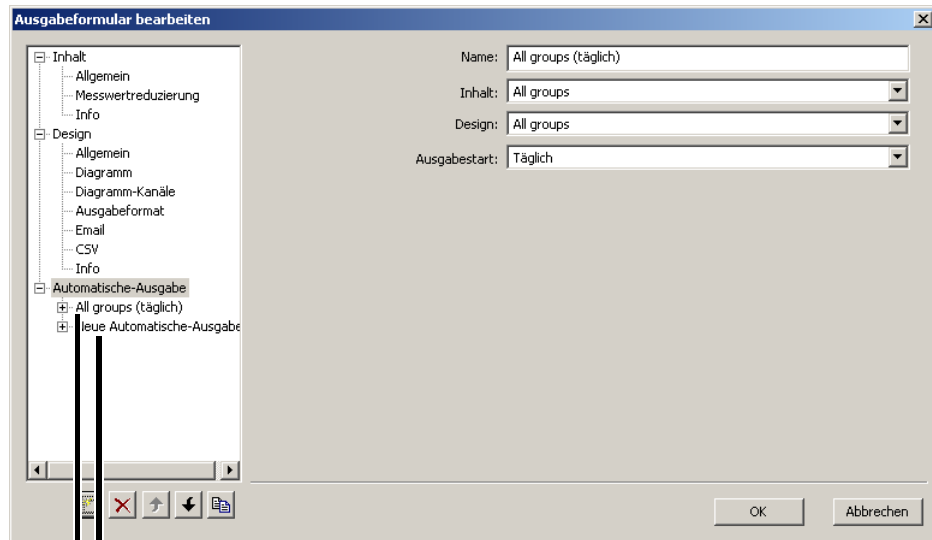 Ausgabeformular bearbeiten
Inhalt
Allgemein
Messwertreduzierung
Info
Design
Allgemein
Diagramm
Diagramm-Kanäle
Ausgabeformat
Email
CSV
Info
Automatische-Ausgabe
All groups (täglich)
Neue Automatische-Ausgabe
Name: All groups (täglich)
Inhalt: All groups
Design: All groups
Ausgabestart: Täglich
OK Abbrechen